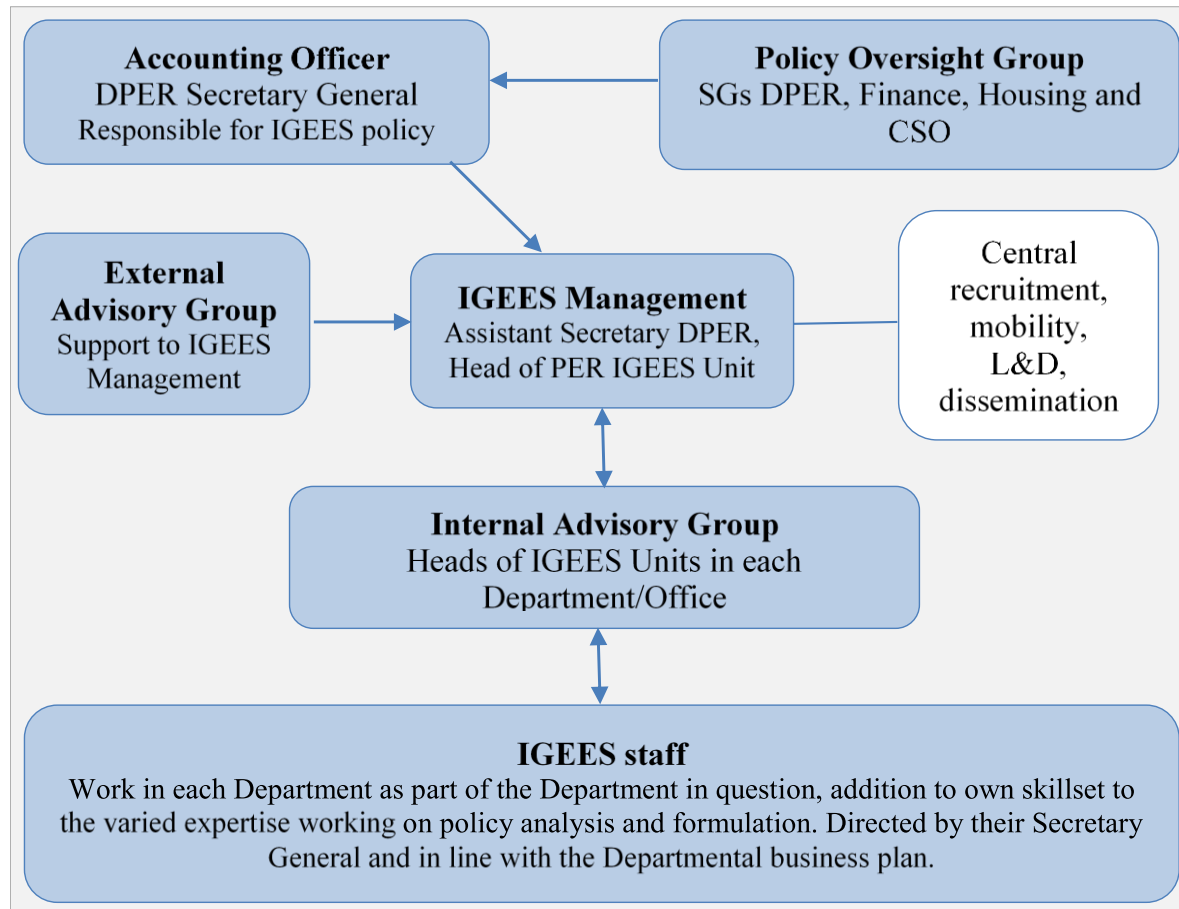 Accounting Officer
DPER Secretary General
Responsible for IGEES policy
Policy Oversight Group
SGs DPER, Finance, Housing and
CSO
External
Advisory Group
Support to IGEES
Management
IGEES Management
Assistant Secretary DPER,
Head of PER IGEES Unit
Central
recruitment,
mobility,
L&D,
dissemination
Internal Advisory Group
Heads of IGEES Units in each
Department/Office
IGEES staff
Work in each Department as part of the Department in question, addition to own skillset to
the varied expertise working on policy analysis and formulation. Directed by their Secretary
General and in line with the Departmental business plan.